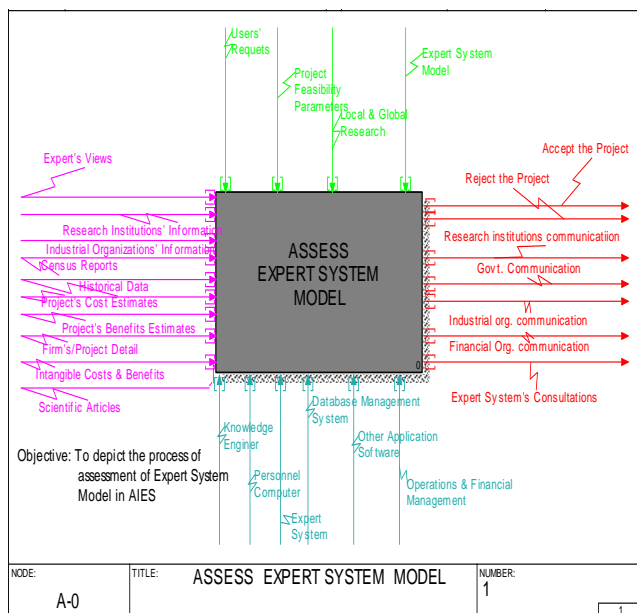 Users'
Requets
Project
Feasibility
Parameters
Local & Global
Research
Expert System
Model
Expert's Views
Research Institutions' Information
Industrial Organizations' Information
Census Reports
Historical Data
Project's Cost Estimates
Project's Benefits Estimates
Firm's/Project Detail
Intangible Costs & Benefits
Scientific Articles
ASSESS
EXPERT SYSTEM
MODEL
0
Accept the Project
Reject the Project
Research institutions communicatiion
Govt. Communication
Industrial org. communication
Financial Org. communication
Expert System's Consultations
Knowledge
Enginer
Personnel
Computer
Expert
System
Database Management
System
Other Application
Software
Operations & Financial
Management
Objective: To depict the process of
assessment of Expert System
Model in AIES
NODE:
A-0
TITLE:
ASSESS EXPERT SYSTEM MODEL
NUMBER:
1
1